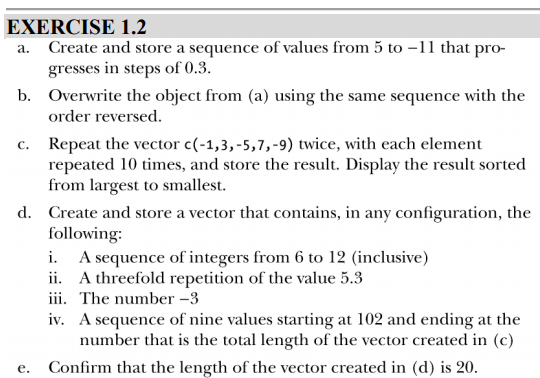 EXERCISE 1.2
a. Create and store a sequence of values from 5 to −11 that pro-
gresses in steps of 0.3.
b. Overwrite the object from (a) using the same sequence with the
order reversed.
c. Repeat the vector c(-1,3,-5,7,-9) twice, with each element
repeated 10 times, and store the result. Display the result sorted
from largest to smallest.
d. Create and store a vector that contains, in any configuration, the
following:
i. A sequence of integers from 6 to 12 (inclusive)
ii. A threefold repetition of the value 5.3
iii. The number −3
iv. A sequence of nine values starting at 102 and ending at the
number that is the total length of the vector created in (c)
e. Confirm that the length of the vector created in (d) is 20.